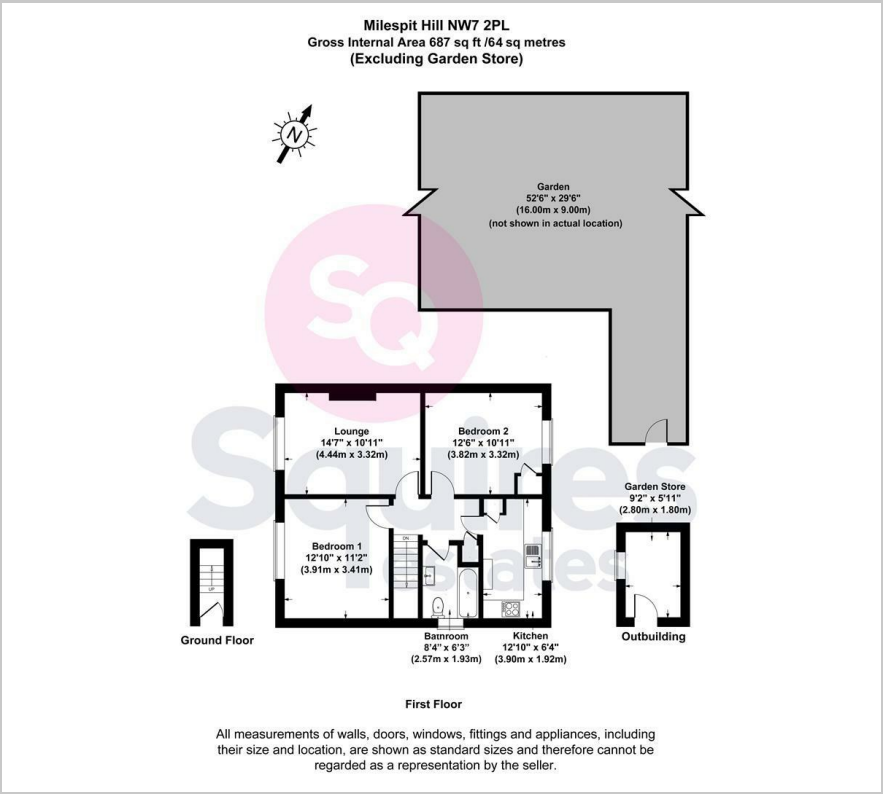 Milespit Hill NW7 2PL
Gross Internal Area 687 sq ft /64 sq metres
(Excluding Garden Store)
N
Garden
52'6" x 29'6"
(16.00m x 9.00m)
(not shown in actual location)
SQ
Squires
estates
Lounge
14'7" x 10'11"
(4.44m x 3.32m)
Bedroom 2
12'6" x 10'11"
(3.82m x 3.32m)
Garden Store
9'2" x 5'11"
(2.80m x 1.80m)
Bedroom 1
12'10" x 11'2"
(3.91m x 3.41m)
DN
UP
Ground Floor
Bathroom
8'4" x 6'3"
(2.57m x 1.93m)
Kitchen
12'10" x 6'4"
(3.90m x 1.92m)
Outbuilding
First Floor
All measurements of walls, doors, windows, fittings and appliances, including
their size and location, are shown as standard sizes and therefore cannot be
regarded as a representation by the seller.